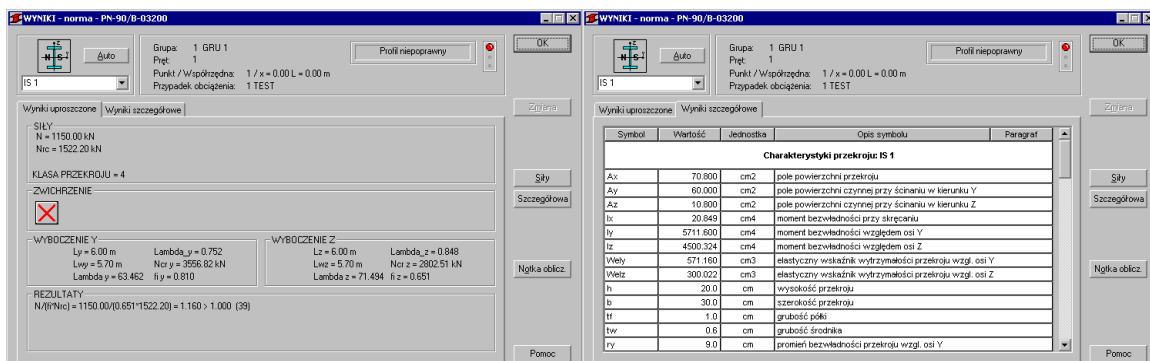 WYNIKI - norma - PN-90/B-03200
Auto
IS 1
Grupa: 1 GRU 1
Pręt: 1
Punkt / Współrzędna: 1 / x = 0.00 L = 0.00 m
Przypadek obciążenia: 1 TEST
Profil niepoprawny
OK
Zmiana
Siły
Szczegółowa
Notka oblicz.
Pomoc
Wyniki uproszczone Wyniki szczegółowe
SIŁY
N = 1150.00 kN
Nrc = 1522.20 kN
KLASA PRZEKROJU = 4
ZWICHRZENIE
WYBOCZENIE Y
Ly = 6.00 m Lambda_y = 0.752
Lwy = 5.70 m Ncr y = 3556.82 kN
Lambda y = 63.462 fi y = 0.810
WYBOCZENIE Z
Lz = 6.00 m Lambda_z = 0.848
Lwz = 5.70 m Ncr z = 2802.51 kN
Lambda z = 71.494 fi z = 0.651
REZULTATY
N/(fi*Nrc) = 1150.00/(0.651*1522.20) = 1.160 > 1.000 (39)
WYNIKI - norma - PN-90/B-03200
Auto
IS 1
Grupa: 1 GRU 1
Pręt: 1
Punkt / Współrzędna: 1 / x = 0.00 L = 0.00 m
Przypadek obciążenia: 1 TEST
Profil niepoprawny
OK
Zmiana
Siły
Szczegółowa
Notka oblicz.
Pomoc
Wyniki uproszczone Wyniki szczegółowe
Symbol Wartość Jednostka Opis symbolu Paragraf
Charakterystyki przekroju: IS 1
Ax 70.800 cm2 pole powierzchni przekroju
Ay 60.000 cm2 pole powierzchni czynnej przy ścinaniu w kierunku Y
Az 10.800 cm2 pole powierzchni czynnej przy ścinaniu w kierunku Z
Ix 20.849 cm4 moment bezwładności przy skręcaniu
Iy 5711.600 cm4 moment bezwładności względem osi Y
Iz 4500.324 cm4 moment bezwładności względem osi Z
Wely 571.160 cm3 elastyczny wskaźnik wytrzymałości przekroju wzgl. osi Y
Welz 300.022 cm3 elastyczny wskaźnik wytrzymałości przekroju wzgl. osi Z
h 20.0 cm wysokość przekroju
b 30.0 cm szerokość przekroju
tf 1.0 cm grubość półki
tw 0.6 cm grubość środnika
ry 9.0 cm promień bezwładności przekroju wzgl. osi Y